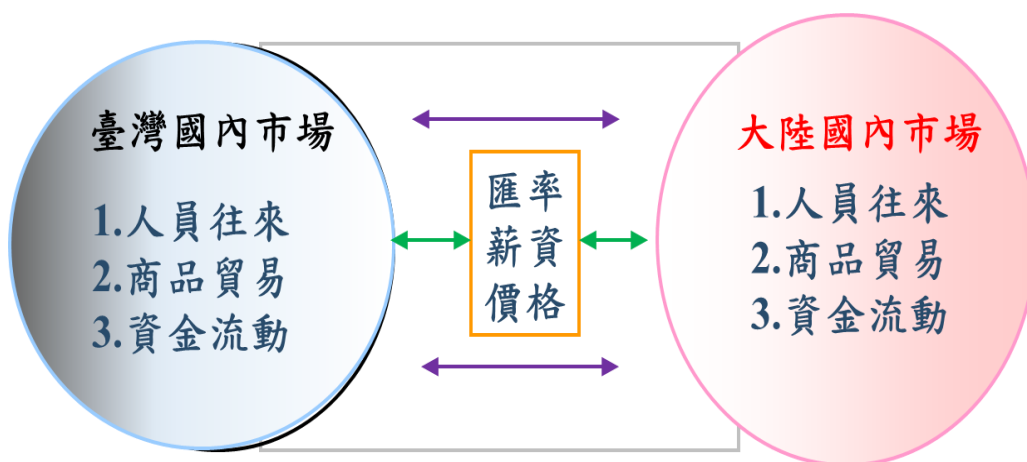 臺灣國內市場
1.人員往來
2.商品貿易
3.資金流動
匯率
薪資
價格
大陸國內市場
1.人員往來
2.商品貿易
3.資金流動